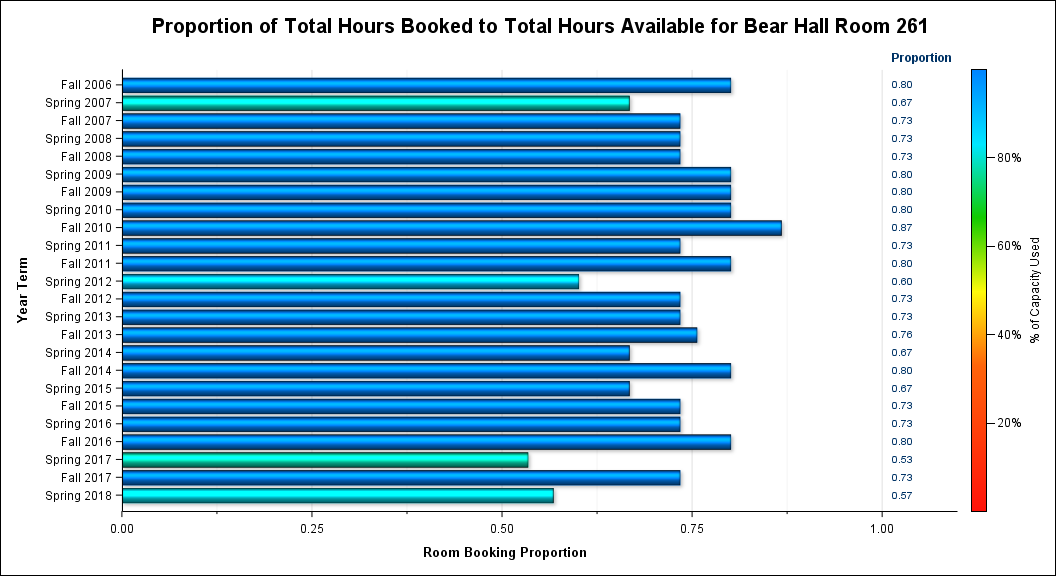 Proportion of Total Hours Booked to Total Hours Available for Bear Hall Room 261
Proportion
Fall 2006 0.80
Spring 2007 0.67
Fall 2007 0.73
Spring 2008 0.73
Fall 2008 0.73
Spring 2009 0.80
Fall 2009 0.80
Spring 2010 0.80
Fall 2010 0.87
Spring 2011 0.73
Fall 2011 0.80
Spring 2012 0.60
Fall 2012 0.73
Spring 2013 0.73
Fall 2013 0.76
Spring 2014 0.67
Fall 2014 0.80
Spring 2015 0.67
Fall 2015 0.73
Spring 2016 0.73
Fall 2016 0.80
Spring 2017 0.53
Fall 2017 0.73
Spring 2018 0.57
Year Term
0.00 0.25 0.50 0.75 1.00
Room Booking Proportion
80%
60%
40%
20%
% of Capacity Used